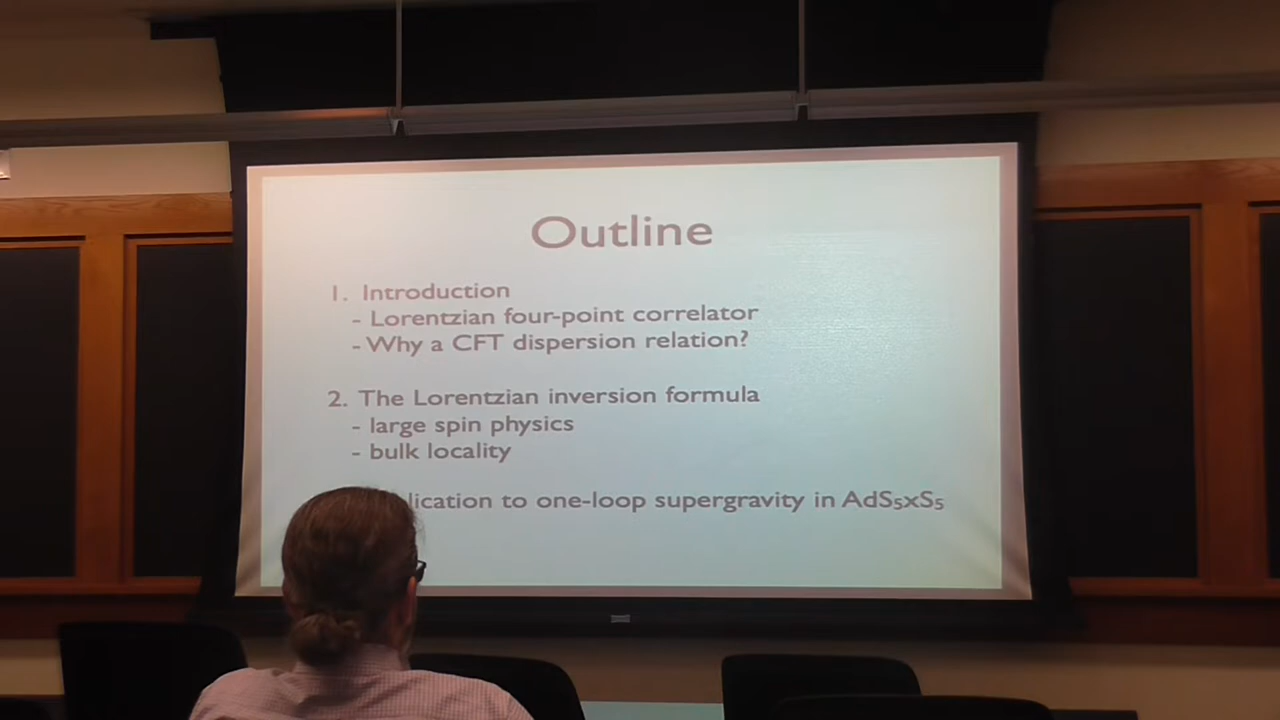 Outline
1. Introduction
- Lorentzian four-point correlator
- Why a CFT dispersion relation?
2. The Lorentzian inversion formula
- large spin physics
- bulk locality
lication to one-loop supergravity in AdS₅xS₅